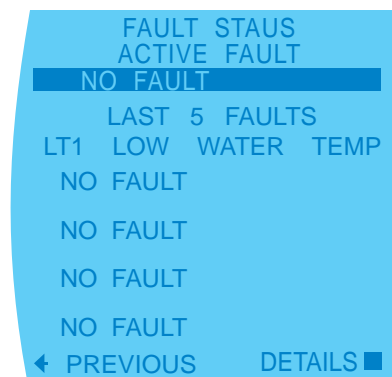 FAULT STAUS
ACTIVE FAULT
NO FAULT
LAST 5 FAULTS
LT1 LOW WATER TEMP
NO FAULT
NO FAULT
NO FAULT
NO FAULT
PREVIOUS DETAILS